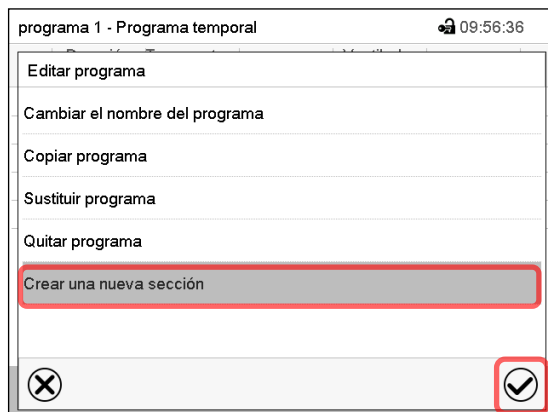 programa 1 - Programa temporal 09:56:36
Editar programa
Cambiar el nombre del programa
Copiar programa
Sustituir programa
Quitar programa
Crear una nueva sección